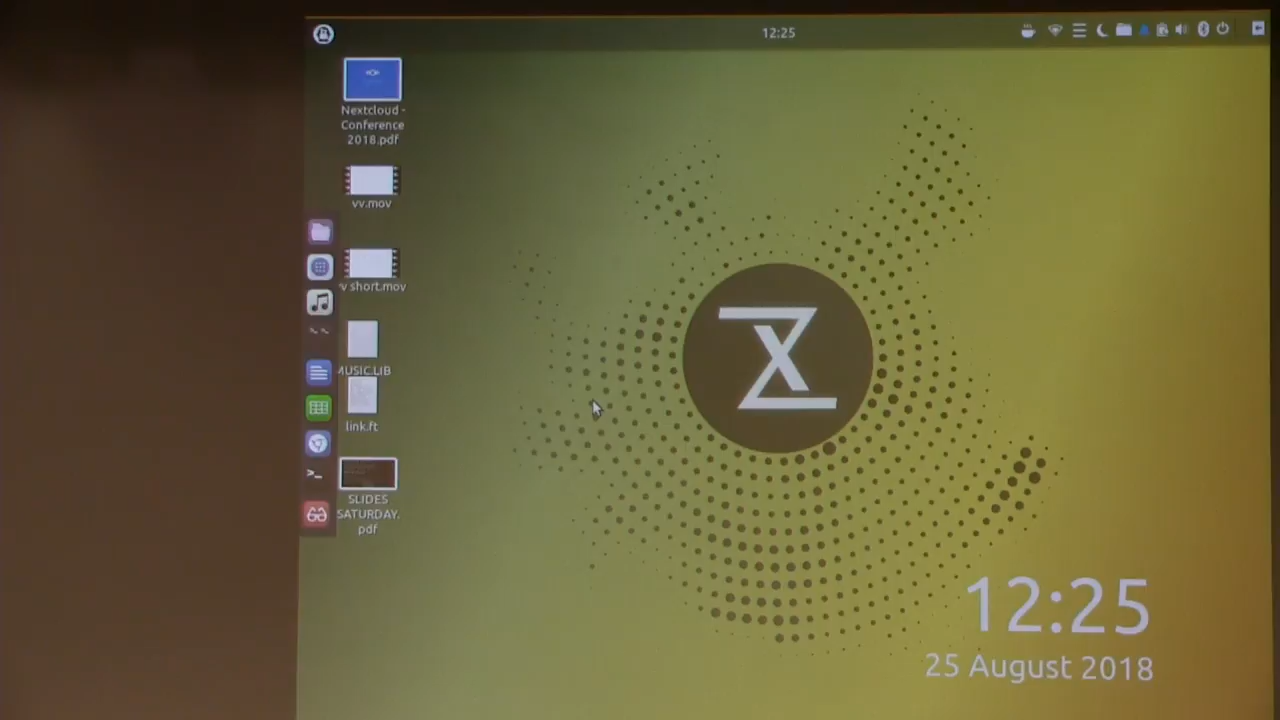 12:25
Nextcloud -
Conference
2018.pdf
vv.mov
v short.mov
MUSIC.LIB
link.ft
SLIDES
SATURDAY.
pdf
12:25
25 August 2018